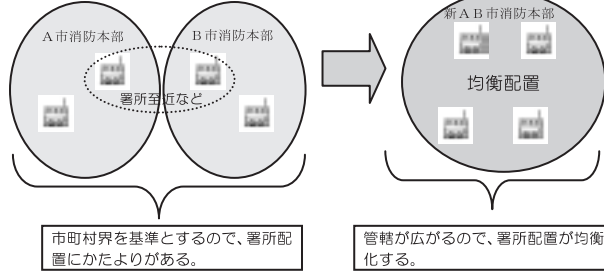 A市消防本部
B市消防本部
署所至近など
新AB市消防本部
均衡配置
市町村界を基準とするので、署所配
置にかたよりがある。
管轄が広がるので、署所配置が均衡
化する。